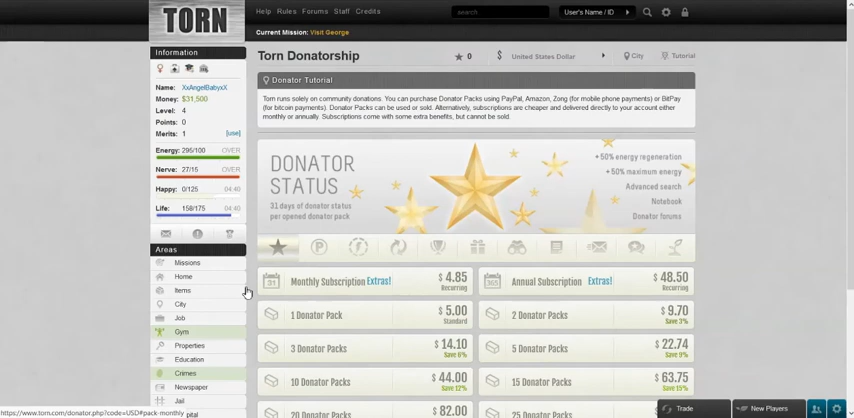 TORN
Help Rules Forums Staff Credits
search
User's Name / ID
Current Mission: Visit George
Information
Name: XxAngelBabyxX
Money: $31,500
Level: 4
Points: 0
Merits: 1 [use]
Energy: 295/100 OVER
Nerve: 27/15 OVER
Happy: 0/125 04:40
Life: 158/175 04:40
Areas
Missions
Home
Items
City
Job
Gym
Properties
Education
Crimes
Newspaper
Jail
pital
https://www.torn.com/donator.php?code=USD#pack-monthly
Torn Donatorship
0
$ United States Dollar
City
Tutorial
Donator Tutorial
Torn runs solely on community donations. You can purchase Donator Packs using PayPal, Amazon, Zong (for mobile phone payments) or BitPay
(for bitcoin payments). Donator Packs can be used or sold. Alternatively, subscriptions are cheaper and delivered directly to your account either
monthly or annually. Subscriptions come with some extra benefits, but cannot be sold.
DONATOR
STATUS
31 days of donator status
per opened donator pack
+50% energy regeneration
+50% maximum energy
Advanced search
Notebook
Donator forums
31 Monthly Subscription Extras! $ 4.85
Recurring
365 Annual Subscription Extras! $ 48.50
Recurring
1 Donator Pack $ 5.00
Standard
2 Donator Packs $ 9.70
Save 3%
3 Donator Packs $ 14.10
Save 6%
5 Donator Packs $ 22.74
Save 9%
10 Donator Packs $ 44.00
Save 12%
15 Donator Packs $ 63.75
Save 15%
20 Donator Packs $ 82.00
25 Donator Packs
Trade
New Players